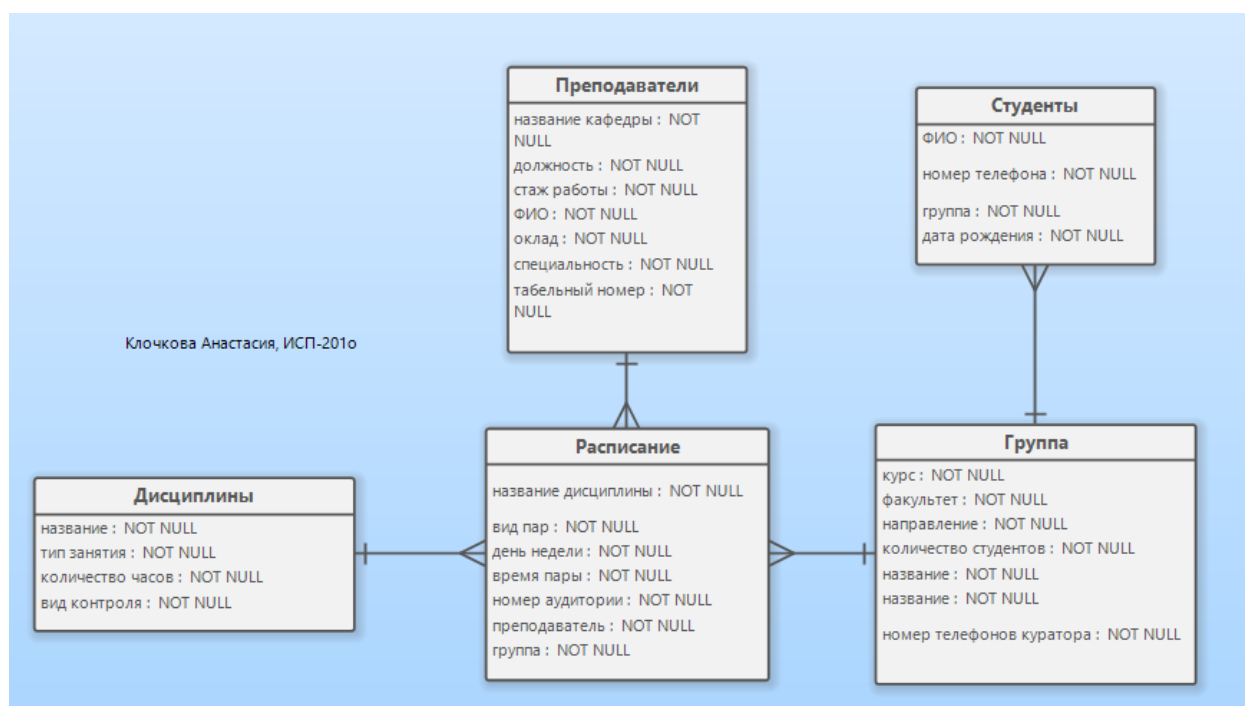 Преподаватели
название кафедры : NOT
NULL
должность : NOT NULL
стаж работы : NOT NULL
ФИО : NOT NULL
оклад : NOT NULL
специальность : NOT NULL
табельный номер : NOT
NULL
Студенты
ФИО : NOT NULL
номер телефона : NOT NULL
группа : NOT NULL
дата рождения : NOT NULL
Клочкова Анастасия, ИСП-201о
Дисциплины
название : NOT NULL
тип занятия : NOT NULL
количество часов : NOT NULL
вид контроля : NOT NULL
Расписание
название дисциплины : NOT NULL
вид пар : NOT NULL
день недели : NOT NULL
время пары : NOT NULL
номер аудитории : NOT NULL
преподаватель : NOT NULL
группа : NOT NULL
Группа
курс : NOT NULL
факультет : NOT NULL
направление : NOT NULL
количество студентов : NOT NULL
название : NOT NULL
название : NOT NULL
номер телефонов куратора : NOT NULL